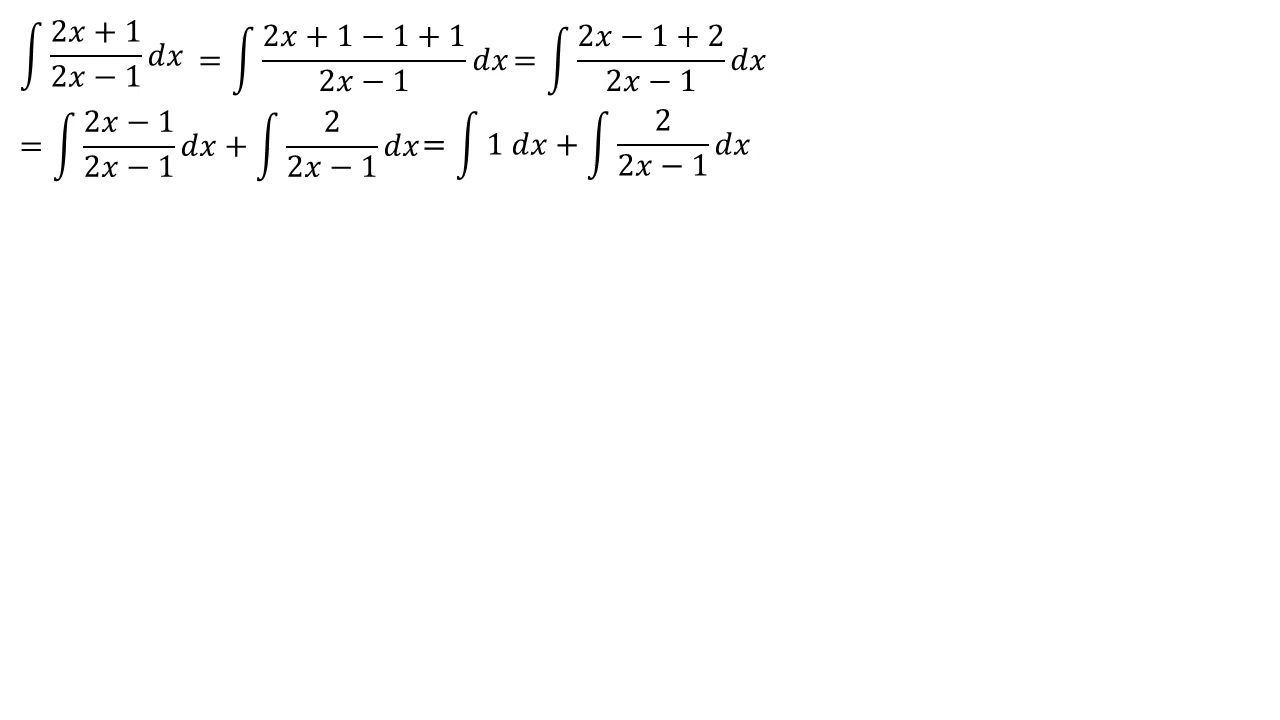 ∫ (2x + 1)/(2x − 1) dx = ∫ (2x + 1 − 1 + 1)/(2x − 1) dx = ∫ (2x − 1 + 2)/(2x − 1) dx
= ∫ (2x − 1)/(2x − 1) dx + ∫ 2/(2x − 1) dx = ∫ 1 dx + ∫ 2/(2x − 1) dx